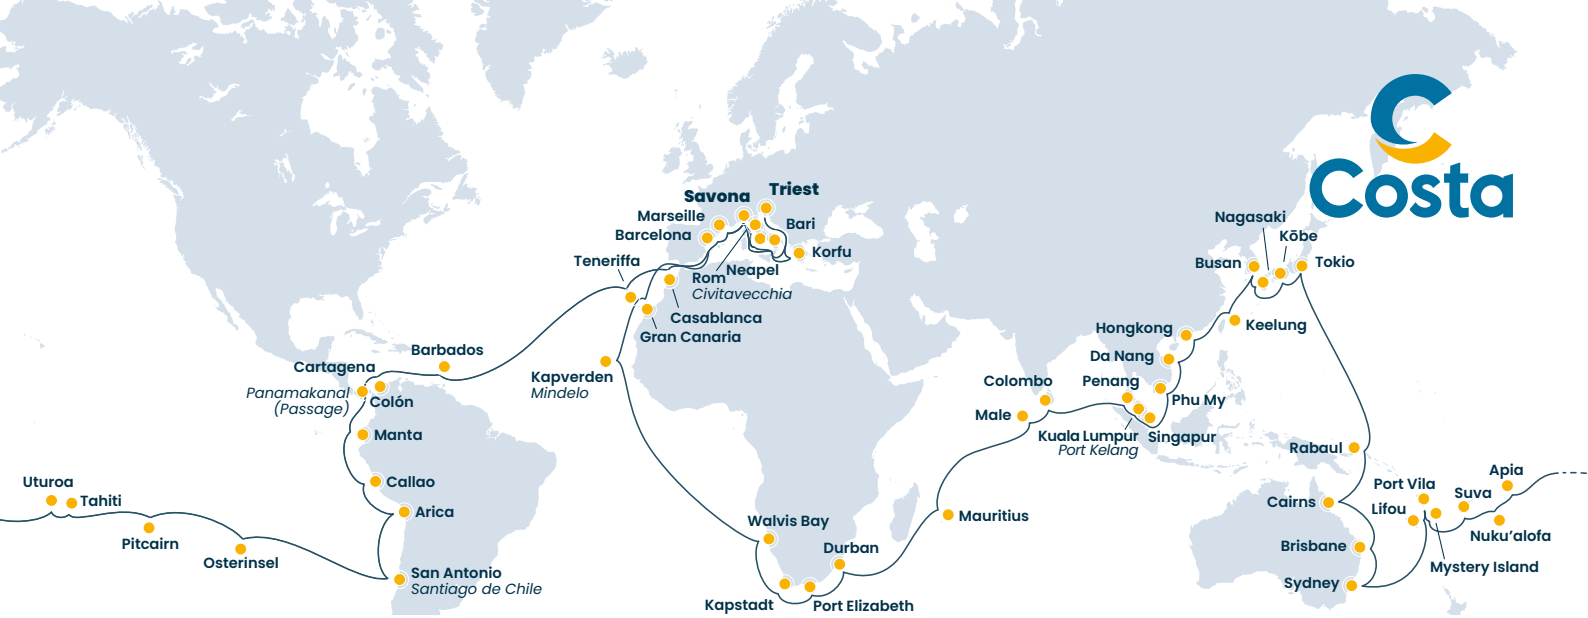 Costa
Savona
Triest
Marseille
Barcelona
Bari
Korfu
Teneriffa
Rom
Civitavecchia
Neapel
Casablanca
Gran Canaria
Kapverden
Mindelo
Barbados
Cartagena
Panamakanal
(Passage)
Colón
Manta
Callao
Arica
San Antonio
Santiago de Chile
Uturoa
Tahiti
Pitcairn
Osterinsel
Walvis Bay
Kapstadt
Port Elizabeth
Durban
Mauritius
Male
Colombo
Penang
Kuala Lumpur
Port Kelang
Singapur
Phu My
Da Nang
Hongkong
Keelung
Busan
Nagasaki
Kōbe
Tokio
Rabaul
Cairns
Brisbane
Sydney
Lifou
Port Vila
Mystery Island
Suva
Nuku’alofa
Apia